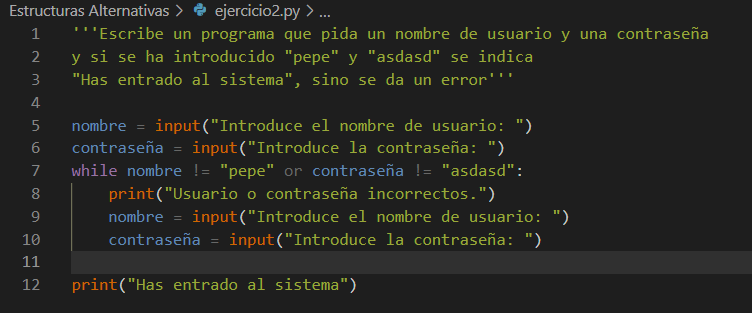 Estructuras Alternativas > ejercicio2.py > ...
1 '''Escribe un programa que pida un nombre de usuario y una contraseña
2 y si se ha introducido "pepe" y "asdasd" se indica
3 "Has entrado al sistema", sino se da un error'''
4
5 nombre = input("Introduce el nombre de usuario: ")
6 contraseña = input("Introduce la contraseña: ")
7 while nombre != "pepe" or contraseña != "asdasd":
8     print("Usuario o contraseña incorrectos.")
9     nombre = input("Introduce el nombre de usuario: ")
10     contraseña = input("Introduce la contraseña: ")
11
12 print("Has entrado al sistema")